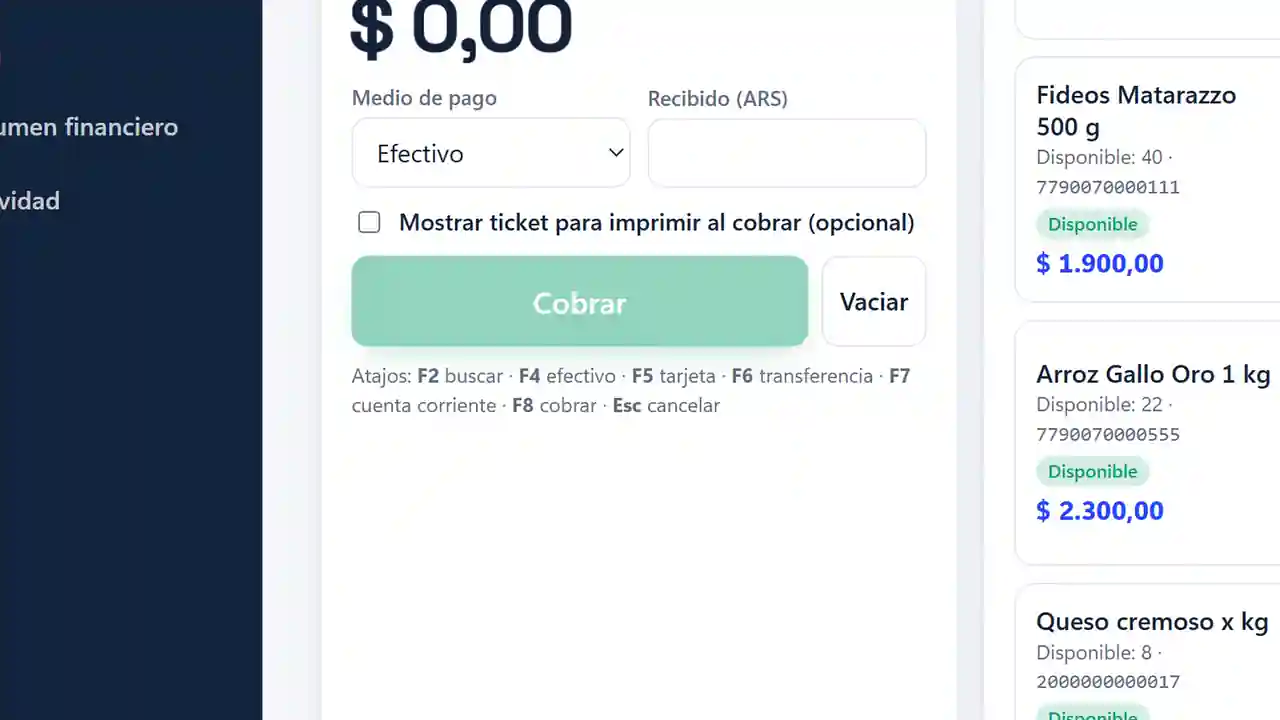 $ 0,00
Medio de pago
Recibido (ARS)
Efectivo
Mostrar ticket para imprimir al cobrar (opcional)
Cobrar
Vaciar
Atajos: F2 buscar · F4 efectivo · F5 tarjeta · F6 transferencia · F7
cuenta corriente · F8 cobrar · Esc cancelar
umen financiero
vidad
Fideos Matarazzo
500 g
Disponible: 40 ·
7790070000111
Disponible
$ 1.900,00
Arroz Gallo Oro 1 kg
Disponible: 22 ·
7790070000555
Disponible
$ 2.300,00
Queso cremoso x kg
Disponible: 8 ·
2000000000017
Disponible